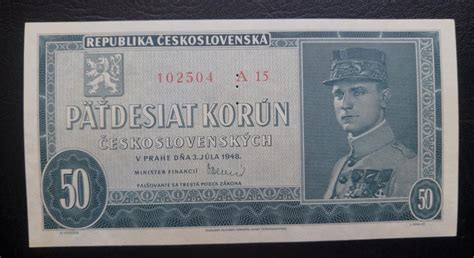 REPUBLIKA ČESKOSLOVENSKÁ
102504 A 15
PÄŤDESIAT KORÚN
ČESKOSLOVENSKÝCH
V PRAHE DŇA 3. JÚLA 1948.
MINISTER FINANCIÍ
FALŠOVANIE SA TRESTÁ PODĽA ZÁKONA
50
50